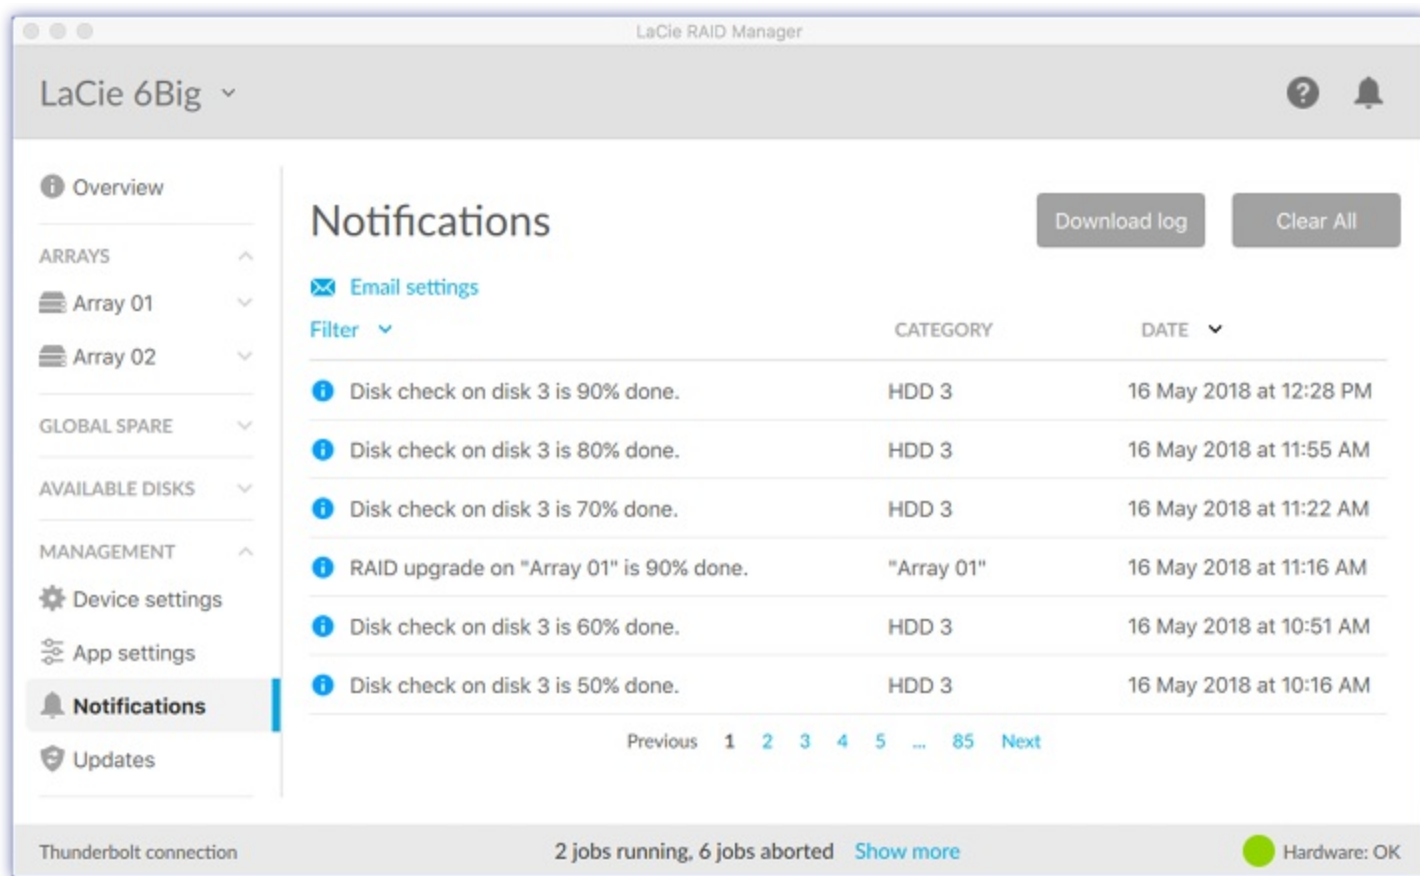 LaCie RAID Manager
LaCie 6Big
Overview
ARRAYS
Array 01
Array 02
GLOBAL SPARE
AVAILABLE DISKS
MANAGEMENT
Device settings
App settings
Notifications
Updates
Notifications
Download log
Clear All
Email settings
Filter CATEGORY DATE
Disk check on disk 3 is 90% done. HDD 3 16 May 2018 at 12:28 PM
Disk check on disk 3 is 80% done. HDD 3 16 May 2018 at 11:55 AM
Disk check on disk 3 is 70% done. HDD 3 16 May 2018 at 11:22 AM
RAID upgrade on "Array 01" is 90% done. "Array 01" 16 May 2018 at 11:16 AM
Disk check on disk 3 is 60% done. HDD 3 16 May 2018 at 10:51 AM
Disk check on disk 3 is 50% done. HDD 3 16 May 2018 at 10:16 AM
Previous 1 2 3 4 5 ... 85 Next
Thunderbolt connection 2 jobs running, 6 jobs aborted Show more Hardware: OK